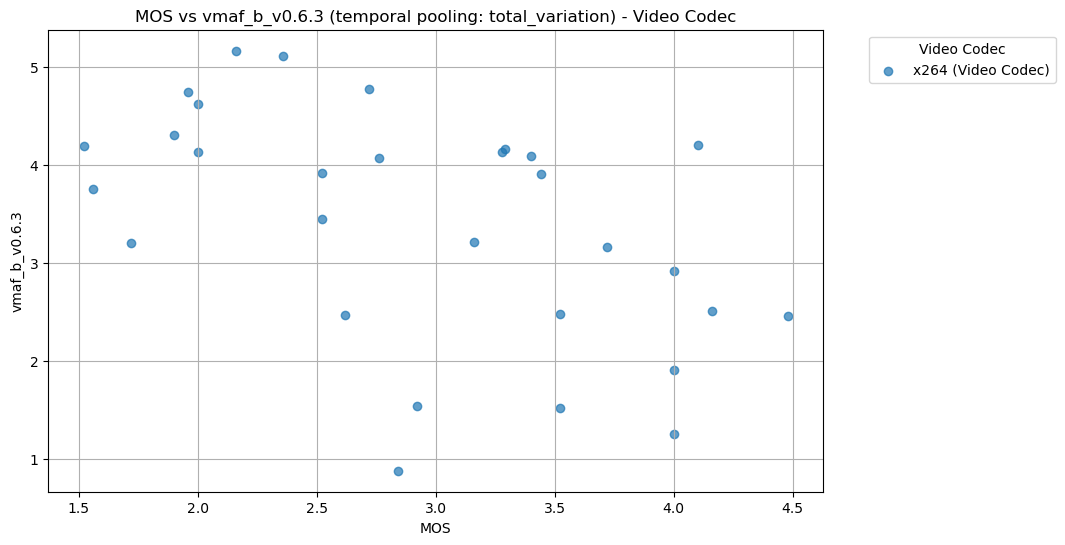 MOS vs vmaf_b_v0.6.3 (temporal pooling: total_variation) - Video Codec
Video Codec
x264 (Video Codec)
vmaf_b_v0.6.3
5
4
3
2
1
1.5 2.0 2.5 3.0 3.5 4.0 4.5
MOS